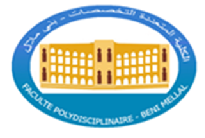 الكلية المتعددة التخصصات - بني ملال
FACULTE POLYDISCIPLINAIRE - BENI MELLAL